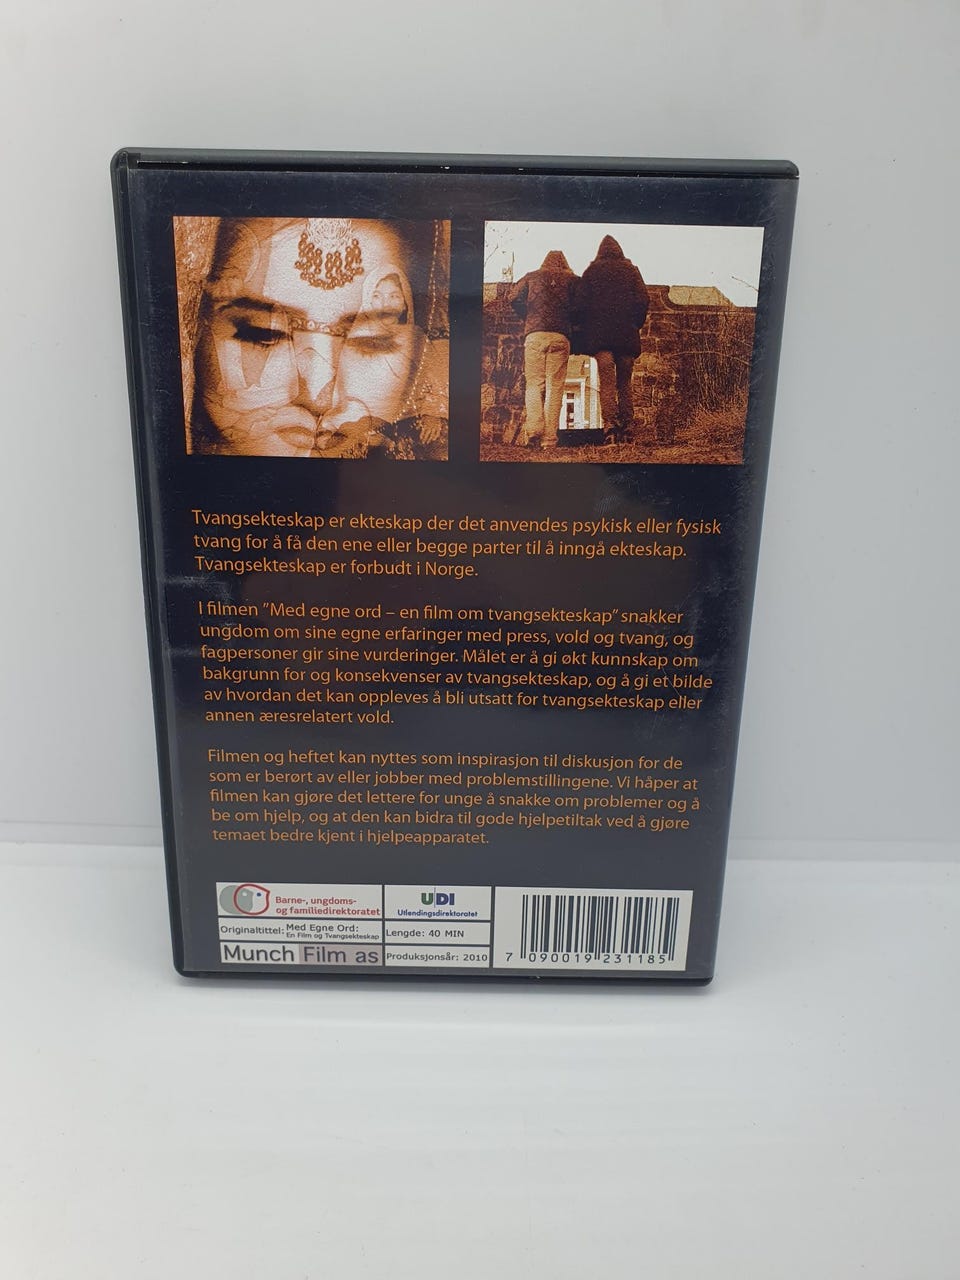 Tvangsekteskap er ekteskap der det anvendes psykisk eller fysisk
tvang for å få den ene eller begge parter til å inngå ekteskap.
Tvangsekteskap er forbudt i Norge.
I filmen ”Med egne ord – en film om tvangsekteskap” snakker
ungdom om sine egne erfaringer med press, vold og tvang, og
fagpersoner gir sine vurderinger. Målet er å gi økt kunnskap om
bakgrunn for og konsekvenser av tvangsekteskap, og å gi et bilde
av hvordan det kan oppleves å bli utsatt for tvangsekteskap eller
annen æresrelatert vold.
Filmen og heftet kan nyttes som inspirasjon til diskusjon for de
som er berørt av eller jobber med problemstillingene. Vi håper at
filmen kan gjøre det lettere for unge å snakke om problemer og å
be om hjelp, og at den kan bidra til gode hjelpetiltak ved å gjøre
temaet bedre kjent i hjelpeapparatet.
Barne-, ungdoms-
og familiedirektoratet
UDI
Utlendingsdirektoratet
Originaltittel: Med Egne Ord:
En Film og Tvangsekteskap
Lengde: 40 MIN
Munch Film as
Produksjonsår: 2010
7 090019 231185